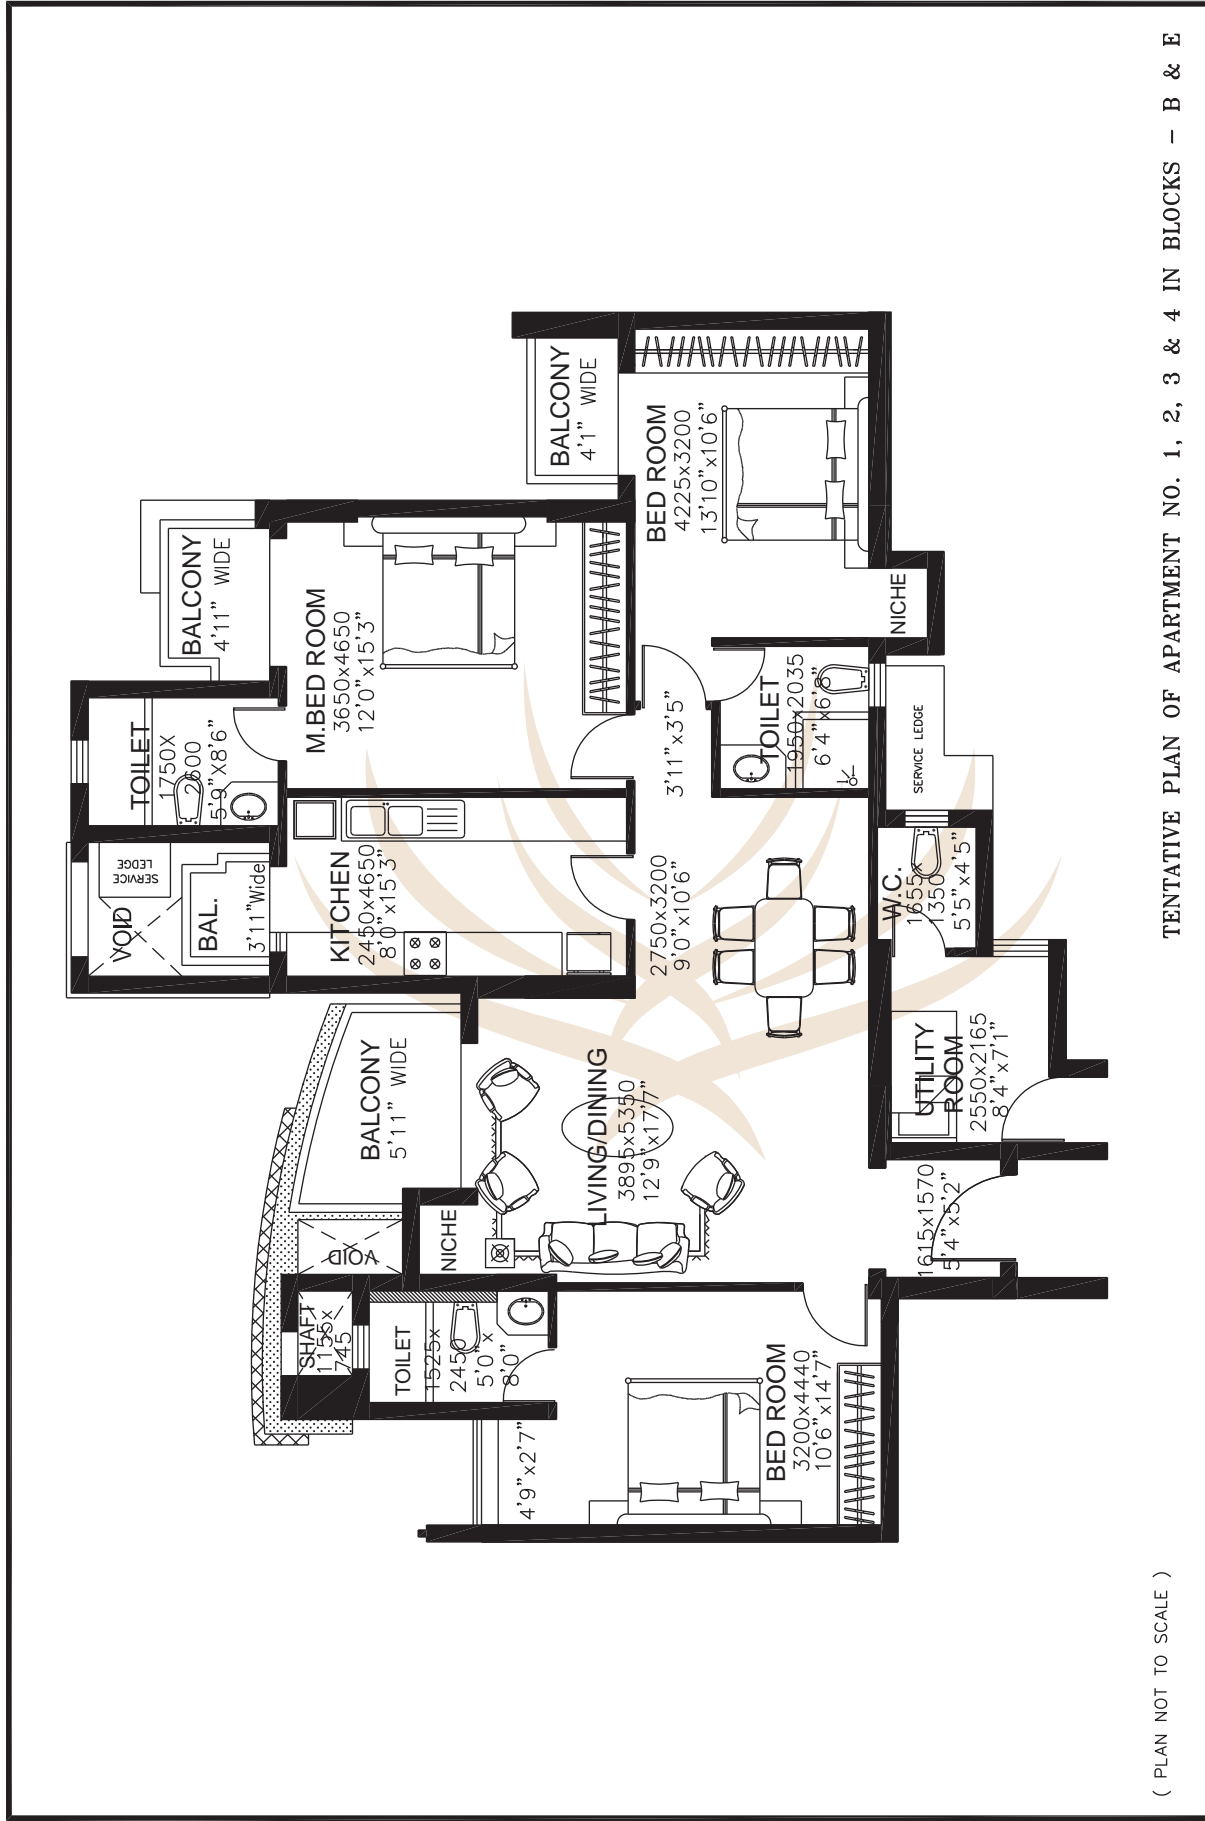 TENTATIVE PLAN OF APARTMENT NO. 1, 2, 3 & 4 IN BLOCKS – B & E
( PLAN NOT TO SCALE )
VOID
SERVICE
LEDGE
BAL.
3'11"Wide
TOILET
1750X
2600
5'9"X8'6"
BALCONY
4'11" WIDE
KITCHEN
2450x4650
8'0"x15'3"
M.BED ROOM
3650x4650
12'0"x15'3"
BALCONY
4'1" WIDE
BED ROOM
4225x3200
13'10"x10'6"
NICHE
BALCONY
5'11" WIDE
VOID
NICHE
SHAFT
1155x
745
TOILET
1525x
2450
5'0"x
8'0"
4'9"x2'7"
BED ROOM
3200x4440
10'6"x14'7"
LIVING/DINING
3895x5350
12'9"x17'7"
2750x3200
9'0"x10'6"
3'11"x3'5"
TOILET
1950x2035
6'4"x6'8"
SERVICE LEDGE
W.C.
1655x
1350
5'5"x4'5"
UTILITY
ROOM
2550x2165
8'4"x7'1"
1615x1570
5'4"x5'2"